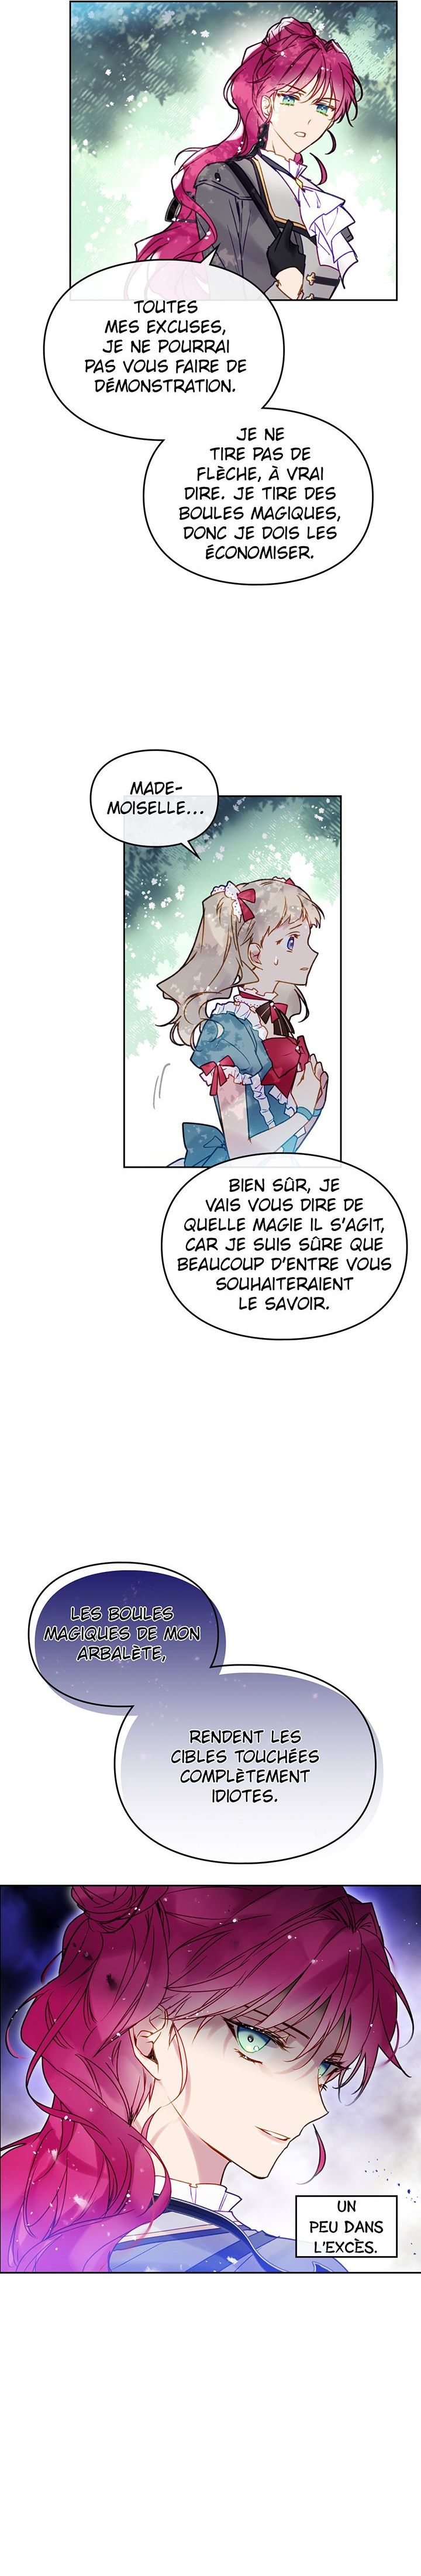 TOUTES
MES EXCUSES,
JE NE POURRAI
PAS VOUS FAIRE DE
DÉMONSTRATION.
JE NE
TIRE PAS DE
FLÈCHE, À VRAI
DIRE. JE TIRE DES
BOULES MAGIQUES,
DONC JE DOIS LES
ÉCONOMISER.
MADE-
MOISELLE...
BIEN SÛR, JE
VAIS VOUS DIRE DE
QUELLE MAGIE IL S'AGIT,
CAR JE SUIS SÛRE QUE
BEAUCOUP D'ENTRE VOUS
SOUHAITERAIENT
LE SAVOIR.
LES BOULES
MAGIQUES DE MON
ARBALÈTE,
RENDENT LES
CIBLES TOUCHÉES
COMPLÈTEMENT
IDIOTES.
UN
PEU DANS
L'EXCÈS.